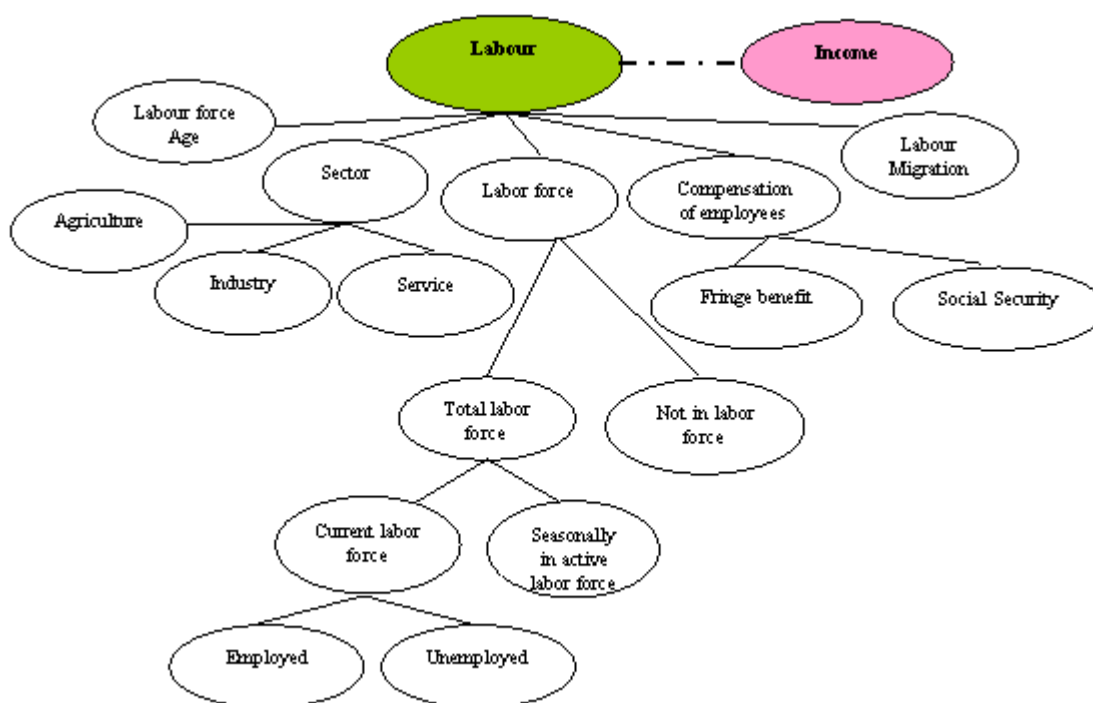 Labour
Income
Labour force
Age
Labour
Migration
Sector
Labor force
Compensation
of employees
Agriculture
Industry
Service
Fringe benefit
Social Security
Total labor
force
Not in labor
force
Current labor
force
Seasonally
in active
labor force
Employed
Unemployed